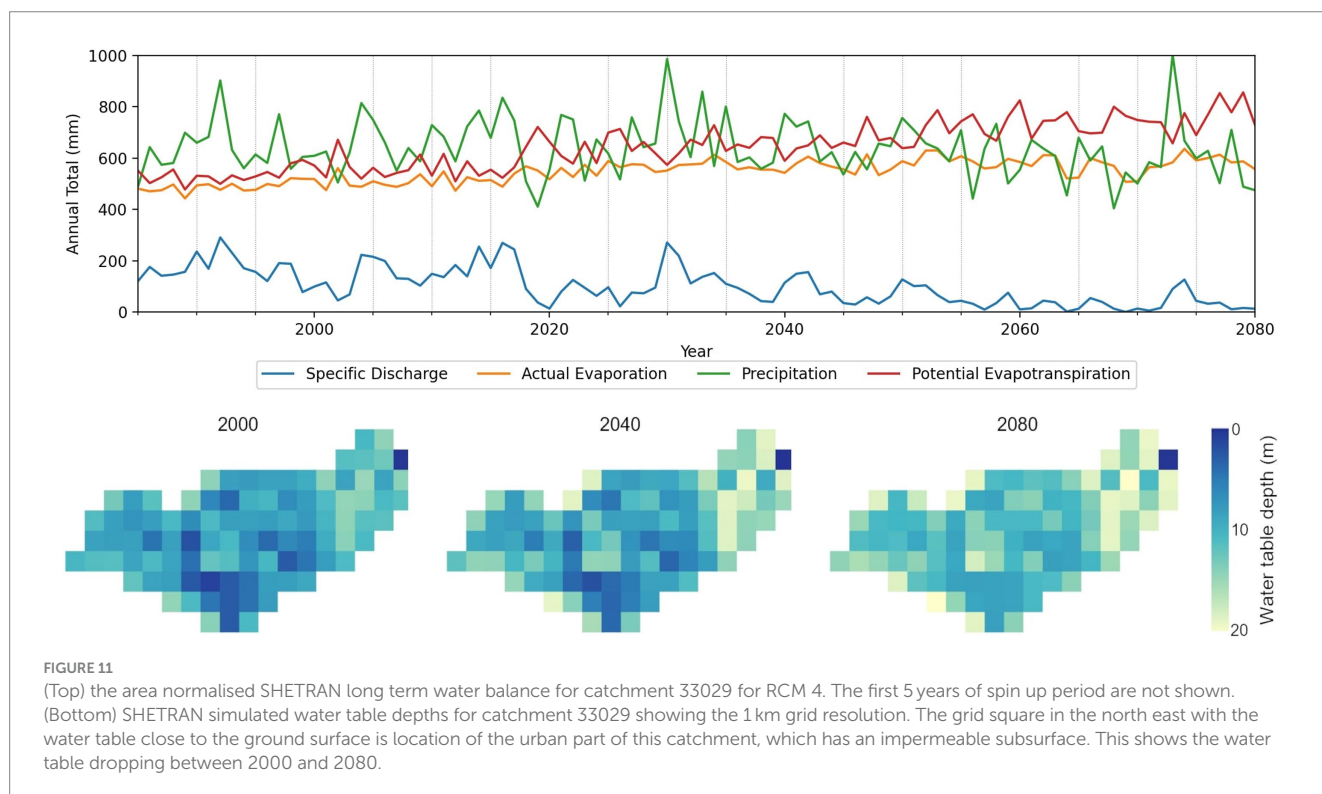 1000
800
600
400
200
0
Annual Total (mm)
2000
2020
2040
2060
2080
Year
Specific Discharge
Actual Evaporation
Precipitation
Potential Evapotranspiration
2000
2040
2080
0
10
20
Water table depth (m)
FIGURE 11
(Top) the area normalised SHETRAN long term water balance for catchment 33029 for RCM 4. The first 5 years of spin up period are not shown.
(Bottom) SHETRAN simulated water table depths for catchment 33029 showing the 1 km grid resolution. The grid square in the north east with the
water table close to the ground surface is location of the urban part of this catchment, which has an impermeable subsurface. This shows the water
table dropping between 2000 and 2080.